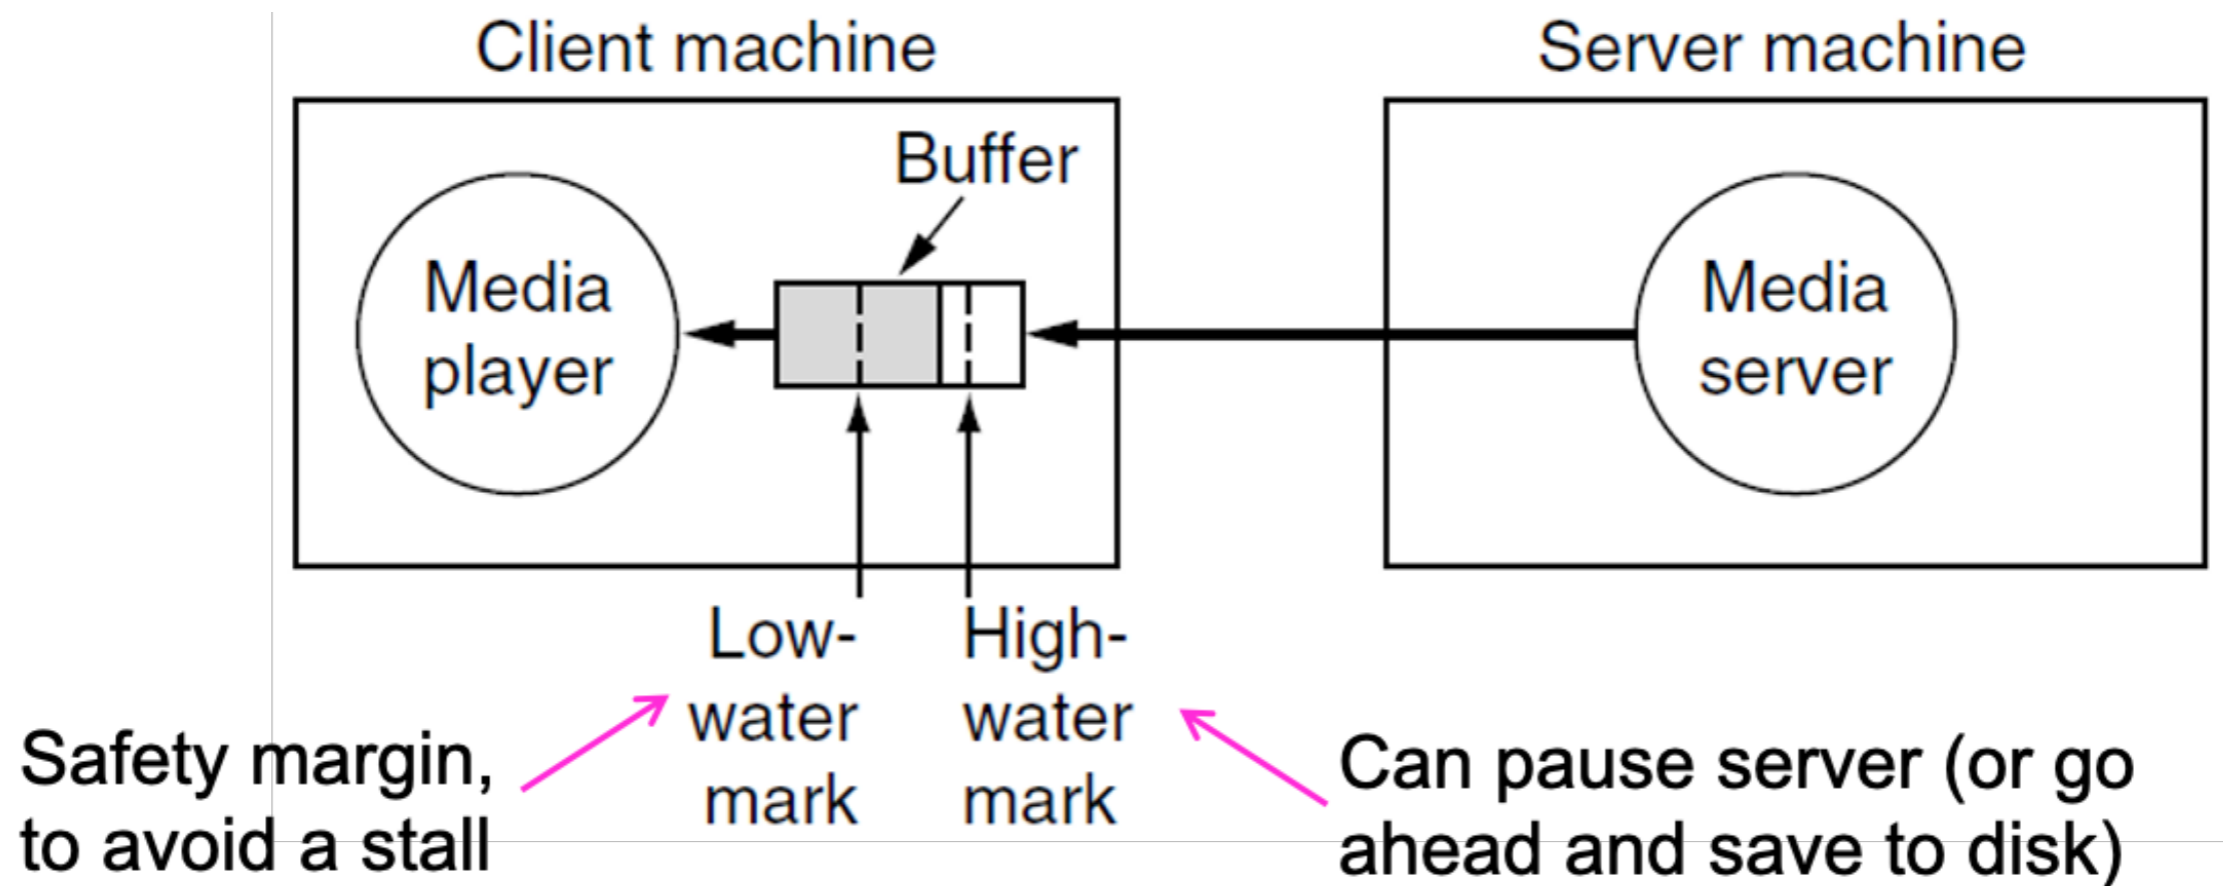 Client machine
Server machine
Buffer
Media
player
Media
server
Low-
water
mark
High-
water
mark
Safety margin,
to avoid a stall
Can pause server (or go
ahead and save to disk)